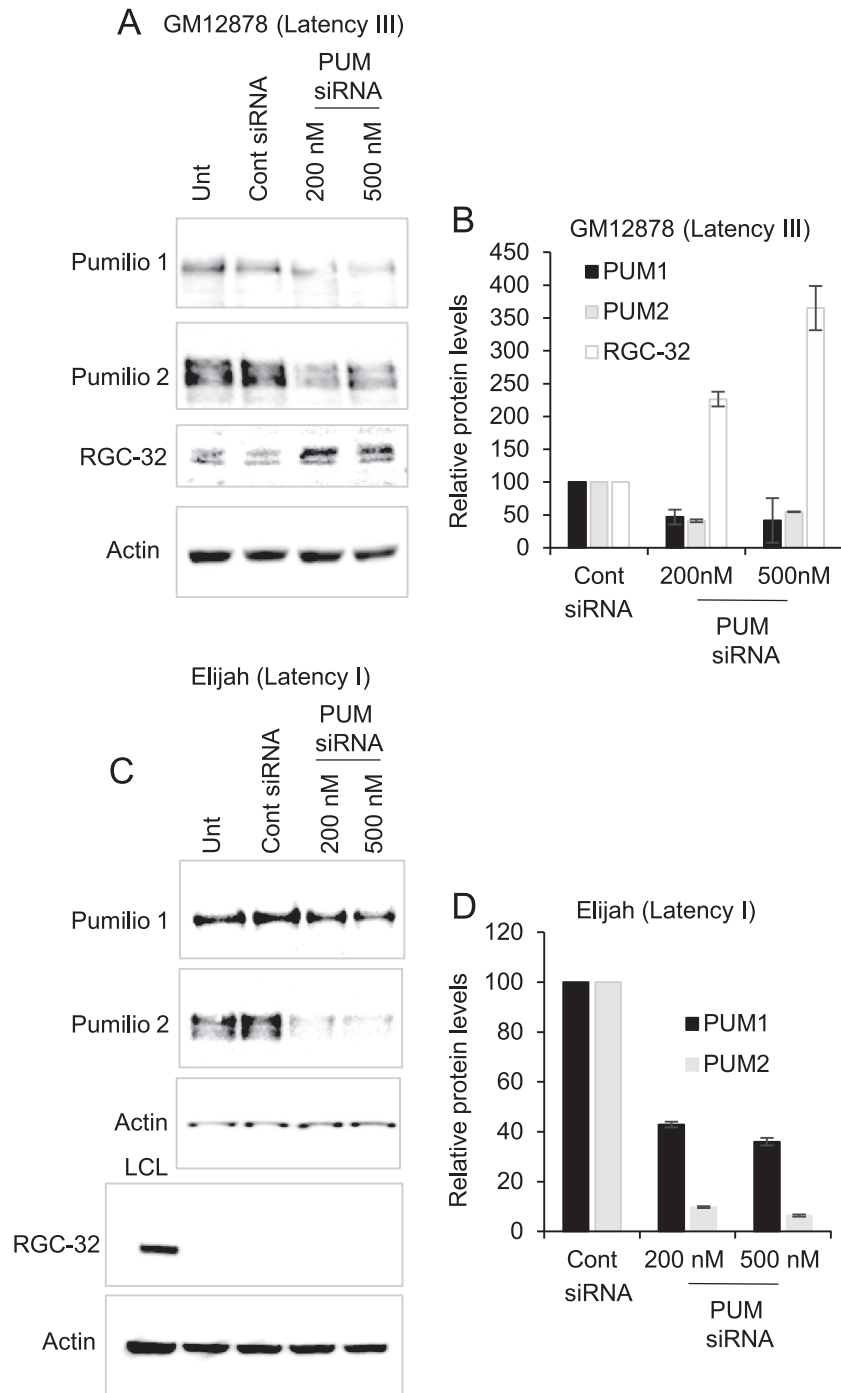 A GM12878 (Latency III)
PUM
siRNA
Unt
Cont siRNA
200 nM
500 nM
Pumilio 1
Pumilio 2
RGC-32
Actin
B
GM12878 (Latency III)
Relative protein levels
450
400
350
300
250
200
150
100
50
0
PUM1
PUM2
RGC-32
Cont
siRNA
200nM
500nM
PUM
siRNA
Elijah (Latency I)
C
PUM
siRNA
Unt
Cont siRNA
200 nM
500 nM
Pumilio 1
Pumilio 2
Actin
LCL
RGC-32
Actin
D
Elijah (Latency I)
Relative protein levels
120
100
80
60
40
20
0
PUM1
PUM2
Cont
siRNA
200 nM
500 nM
PUM
siRNA